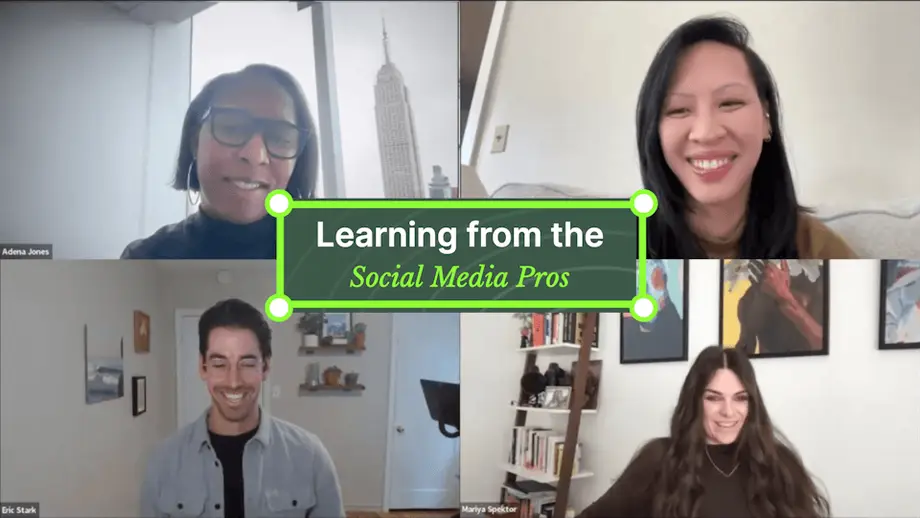 Adena Jones
Learning from the
Social Media Pros
Eric Stark
Mariya Spektor